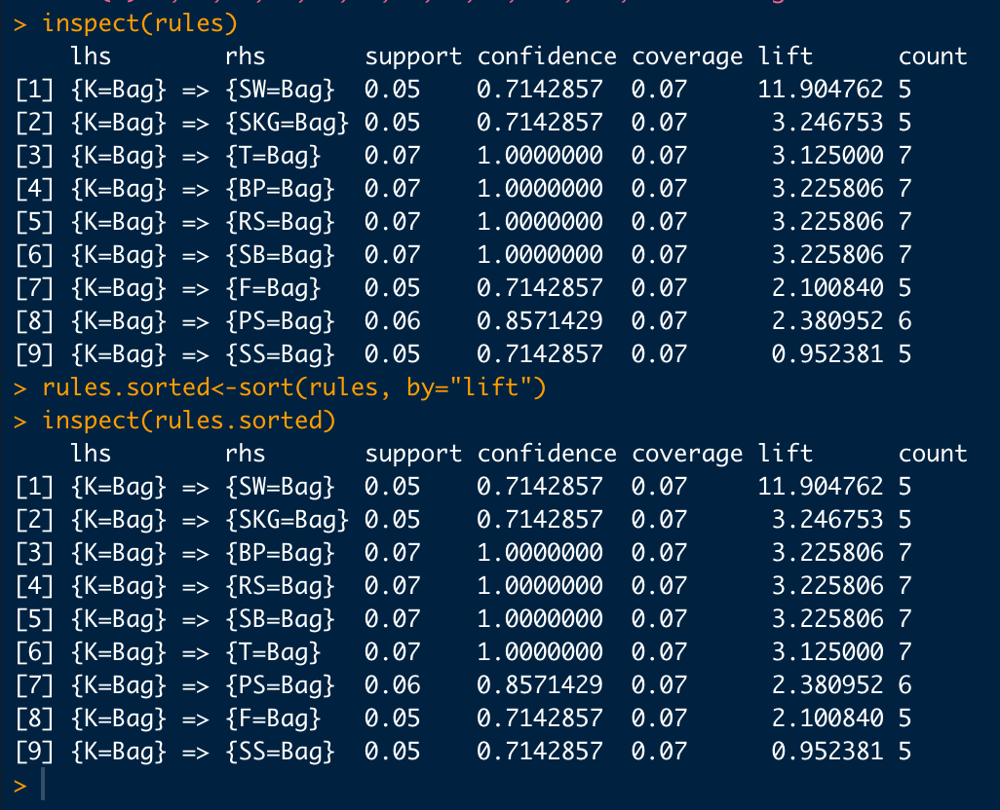 > inspect(rules)
    lhs        rhs       support confidence coverage lift      count
[1] {K=Bag} => {SW=Bag}  0.05    0.7142857  0.07     11.904762 5
[2] {K=Bag} => {SKG=Bag} 0.05    0.7142857  0.07      3.246753 5
[3] {K=Bag} => {T=Bag}   0.07    1.0000000  0.07      3.125000 7
[4] {K=Bag} => {BP=Bag}  0.07    1.0000000  0.07      3.225806 7
[5] {K=Bag} => {RS=Bag}  0.07    1.0000000  0.07      3.225806 7
[6] {K=Bag} => {SB=Bag}  0.07    1.0000000  0.07      3.225806 7
[7] {K=Bag} => {F=Bag}   0.05    0.7142857  0.07      2.100840 5
[8] {K=Bag} => {PS=Bag}  0.06    0.8571429  0.07      2.380952 6
[9] {K=Bag} => {SS=Bag}  0.05    0.7142857  0.07      0.952381 5
> rules.sorted<-sort(rules, by="lift")
> inspect(rules.sorted)
    lhs        rhs       support confidence coverage lift      count
[1] {K=Bag} => {SW=Bag}  0.05    0.7142857  0.07     11.904762 5
[2] {K=Bag} => {SKG=Bag} 0.05    0.7142857  0.07      3.246753 5
[3] {K=Bag} => {BP=Bag}  0.07    1.0000000  0.07      3.225806 7
[4] {K=Bag} => {RS=Bag}  0.07    1.0000000  0.07      3.225806 7
[5] {K=Bag} => {SB=Bag}  0.07    1.0000000  0.07      3.225806 7
[6] {K=Bag} => {T=Bag}   0.07    1.0000000  0.07      3.125000 7
[7] {K=Bag} => {PS=Bag}  0.06    0.8571429  0.07      2.380952 6
[8] {K=Bag} => {F=Bag}   0.05    0.7142857  0.07      2.100840 5
[9] {K=Bag} => {SS=Bag}  0.05    0.7142857  0.07      0.952381 5
>